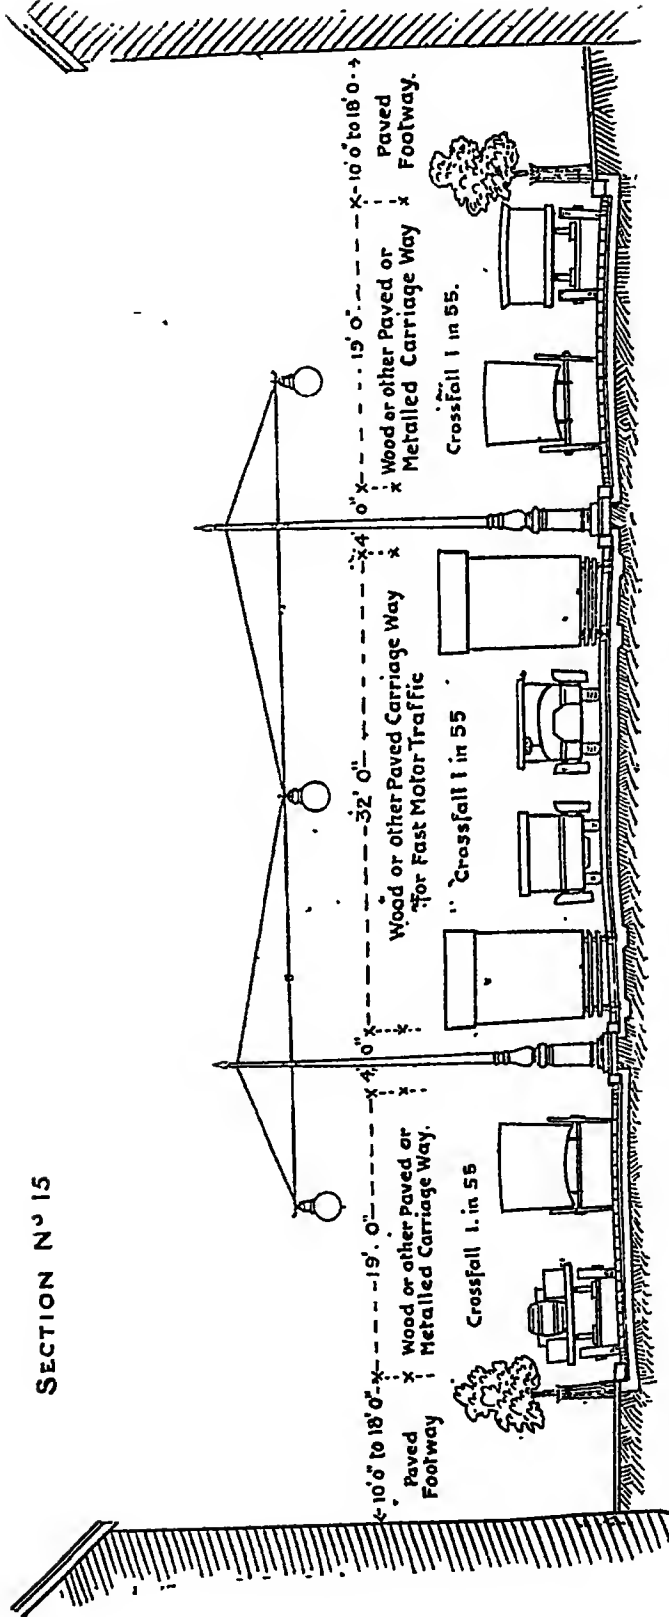 SECTION Nº 15
10'0" to 18'0"
Paved
Footway
19'. 0"
Wood or other Paved or
Metalled Carriage Way.
Crossfall 1. in 55
4' 0"
32' 0"
Wood or other Paved Carriage Way
for Fast Motor Traffic
Crossfall 1 in 55
4' 0"
19' 0"
Wood or other Paved or
Metalled Carriage Way
Crossfall 1 in 55.
10'0" to 18'0
Paved
Footway.